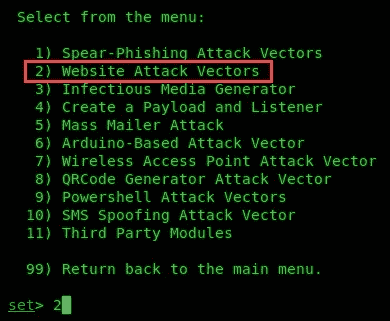 Select from the menu:
1) Spear-Phishing Attack Vectors
2) Website Attack Vectors
3) Infectious Media Generator
4) Create a Payload and Listener
5) Mass Mailer Attack
6) Arduino-Based Attack Vector
7) Wireless Access Point Attack Vector
8) QRCode Generator Attack Vector
9) Powershell Attack Vectors
10) SMS Spoofing Attack Vector
11) Third Party Modules
99) Return back to the main menu.
set> 2